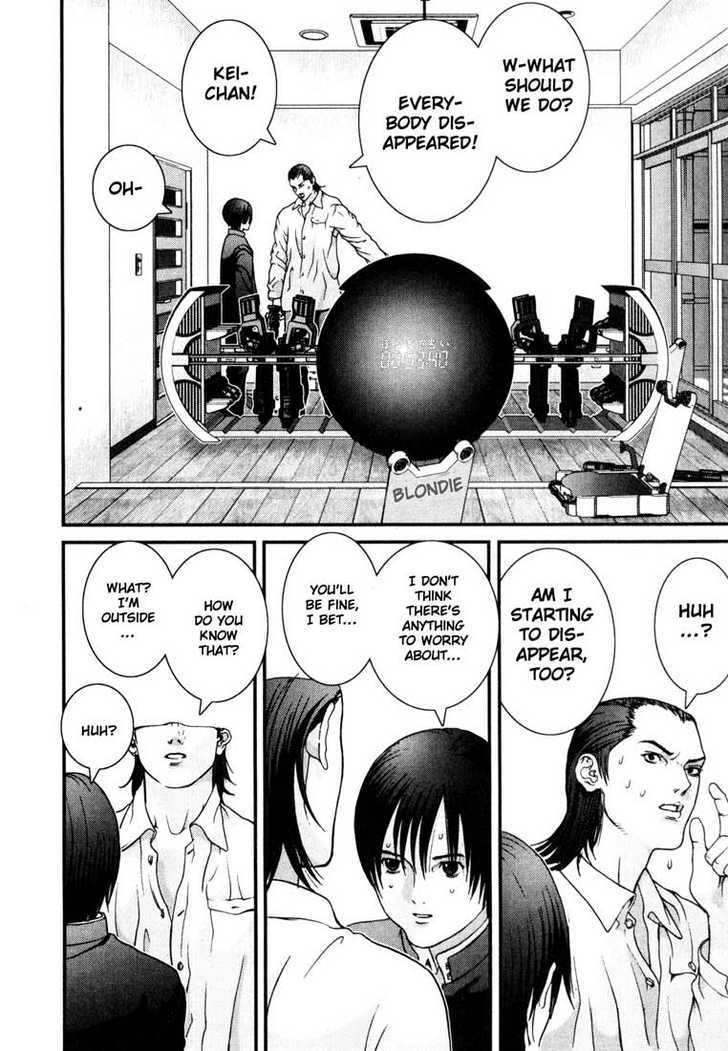 W-WHAT
SHOULD
WE DO?
EVERY-
BODY DIS-
APPEARED!
KEI-
CHAN!
OH-
BLONDIE
HUH
...?
AM I
STARTING
TO DIS-
APPEAR,
TOO?
I DON'T
THINK
THERE'S
ANYTHING
TO WORRY
ABOUT...
YOU'LL
BE FINE,
I BET...
HOW DO
YOU
KNOW
THAT?
WHAT?
I'M
OUTSIDE
...
HUH?